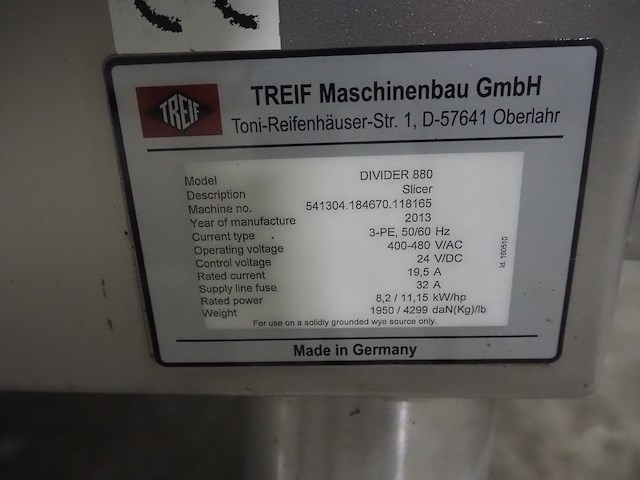 TREIF
TREIF Maschinenbau GmbH
Toni-Reifenhäuser-Str. 1, D-57641 Oberlahr
Model DIVIDER 880
Description Slicer
Machine no. 541304.184670.118165
Year of manufacture 2013
Current type 3-PE, 50/60 Hz
Operating voltage 400-480 V/AC
Control voltage 24 V/DC
Rated current 19,5 A
Supply line fuse 32 A
Rated power 8,2 / 11,15 kW/hp
Weight 1950 / 4299 daN(Kg)/lb
For use on a solidly grounded wye source only.
Id. 100510
Made in Germany